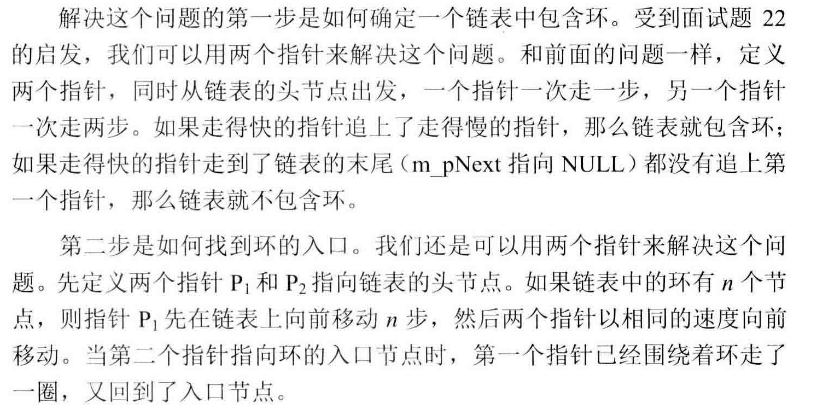 解决这个问题的第一步是如何确定一个链表中包含环。受到面试题 22
的启发，我们可以用两个指针来解决这个问题。和前面的问题一样，定义
两个指针，同时从链表的头节点出发，一个指针一次走一步，另一个指针
一次走两步。如果走得快的指针追上了走得慢的指针，那么链表就包含环；
如果走得快的指针走到了链表的末尾（m_pNext 指向 NULL）都没有追上第
一个指针，那么链表就不包含环。
第二步是如何找到环的入口。我们还是可以用两个指针来解决这个问
题。先定义两个指针 P₁ 和 P₂ 指向链表的头节点。如果链表中的环有 n 个节
点，则指针 P₁ 先在链表上向前移动 n 步，然后两个指针以相同的速度向前
移动。当第二个指针指向环的入口节点时，第一个指针已经围绕着环走了
一圈，又回到了入口节点。